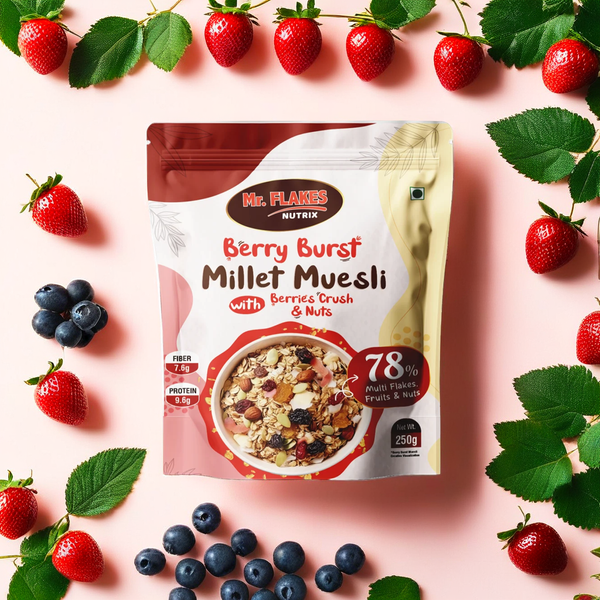 Mr. FLAKES
NUTRIX
Berry Burst
Millet Muesli
with Berries Crush
& Nuts
FIBER
7.6g
PROTEIN
9.6g
78%
Multi Flakes,
Fruits & Nuts
Net Wt.
250g